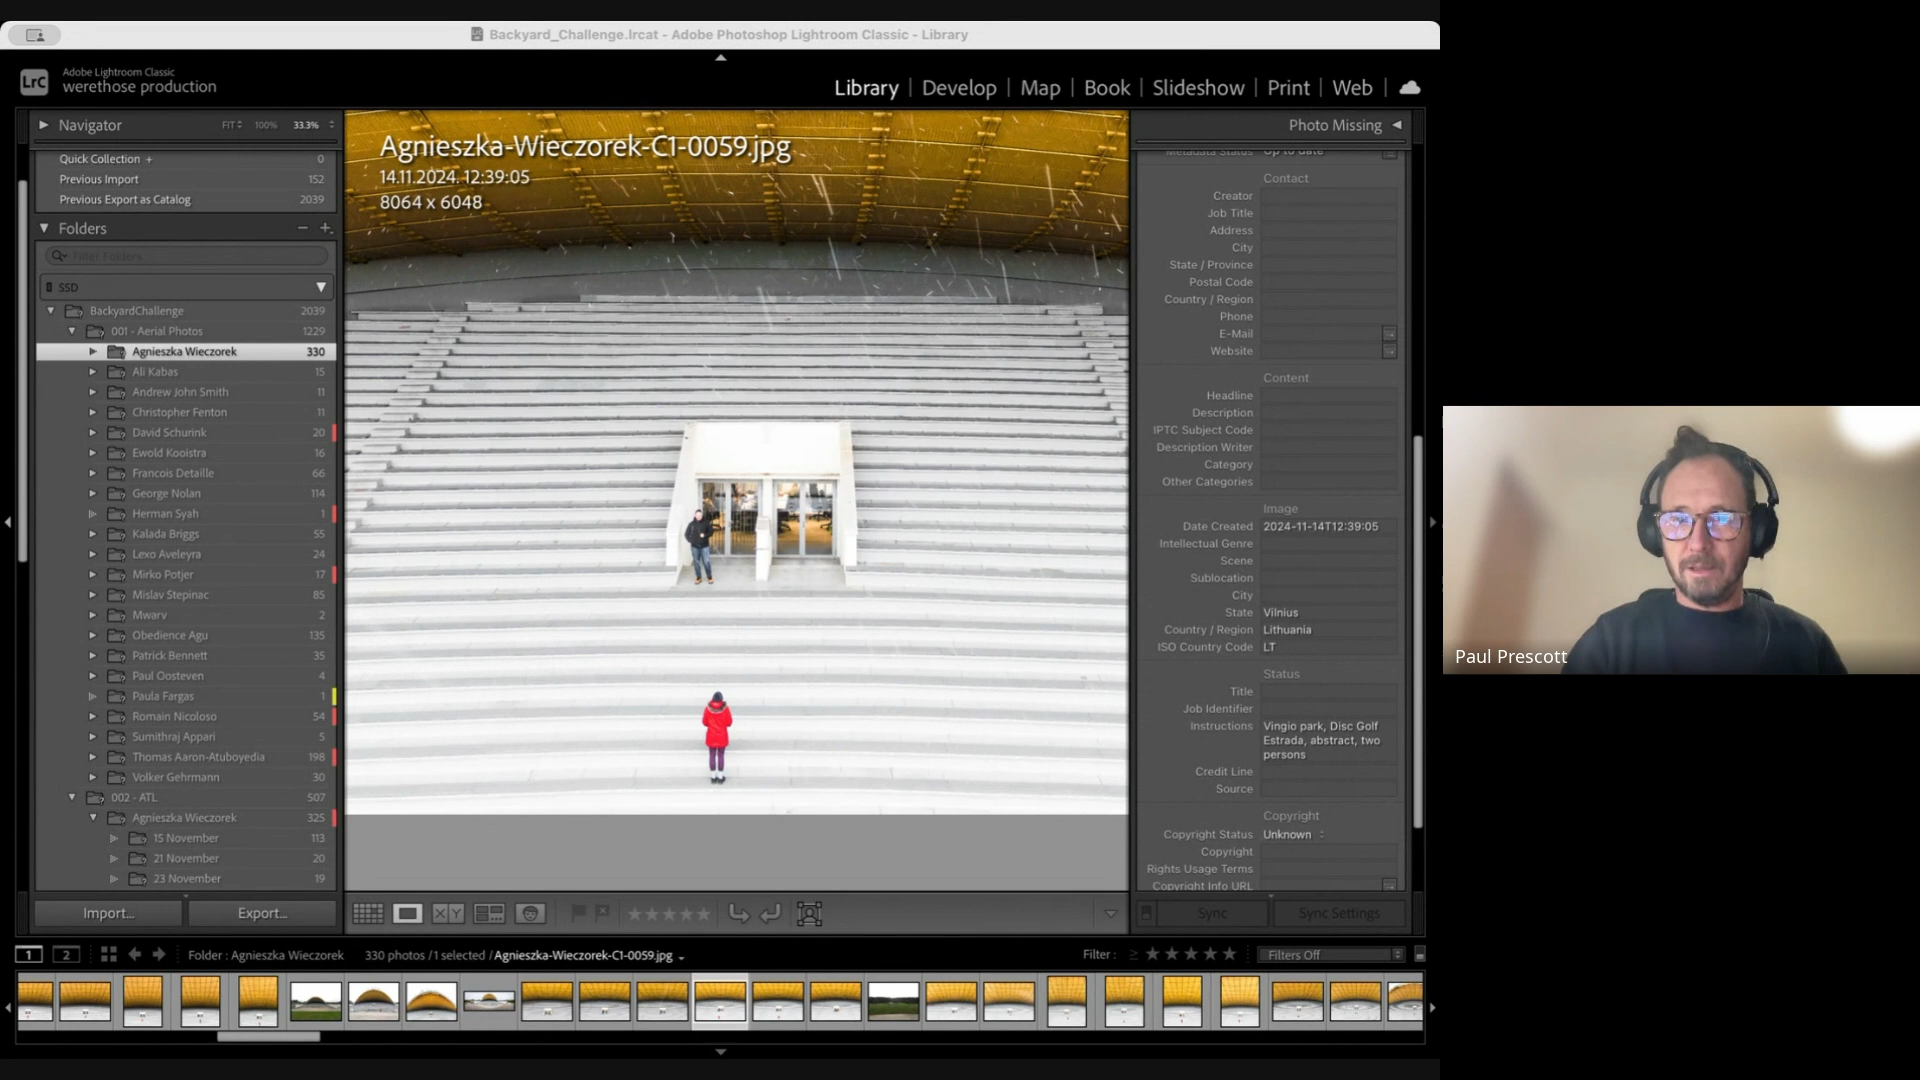 Backyard_Challenge.lrcat - Adobe Photoshop Lightroom Classic - Library
LrC
Adobe Lightroom Classic
werethose production
Library | Develop | Map | Book | Slideshow | Print | Web
Navigator FIT 100% 33.3%
Quick Collection + 0
Previous Import 152
Previous Export as Catalog 2039
Folders
Filter Folders
SSD
BackyardChallenge 2039
001 - Aerial Photos 1229
Agnieszka Wieczorek 330
Ali Kabas 15
Andrew John Smith 11
Christopher Fenton 11
David Schurink 20
Ewold Kooistra 16
Francois Detaille 66
George Nolan 114
Herman Syah 1
Kalada Briggs 55
Lexo Aveleyra 24
Mirko Potjer 17
Mislav Stepinac 85
Mwarv 2
Obedience Agu 135
Patrick Bennett 35
Paul Oosteven 4
Paula Fargas 1
Romain Nicoloso 54
Sumithraj Appari 5
Thomas Aaron-Atuboyedia 198
Volker Gehrmann 30
002 - ATL 507
Agnieszka Wieczorek 325
15 November 113
21 November 20
23 November 19
Import...
Export...
Agnieszka-Wieczorek-C1-0059.jpg
14.11.2024. 12:39:05
8064 x 6048
Photo Missing
Metadata Status Up to date
Contact
Creator
Job Title
Address
City
State / Province
Postal Code
Country / Region
Phone
E-Mail
Website
Content
Headline
Description
IPTC Subject Code
Description Writer
Category
Other Categories
Image
Date Created 2024-11-14T12:39:05
Intellectual Genre
Scene
Sublocation
City
State Vilnius
Country / Region Lithuania
ISO Country Code LT
Status
Title
Job Identifier
Instructions Vingio park, Disc Golf
Estrada, abstract, two
persons
Credit Line
Source
Copyright
Copyright Status Unknown
Copyright
Rights Usage Terms
Copyright Info URL
Sync
Sync Settings
X Y
1 2 Folder : Agnieszka Wieczorek 330 photos / 1 selected / Agnieszka-Wieczorek-C1-0059.jpg
Filter : ≥ Filters Off
Paul Prescott